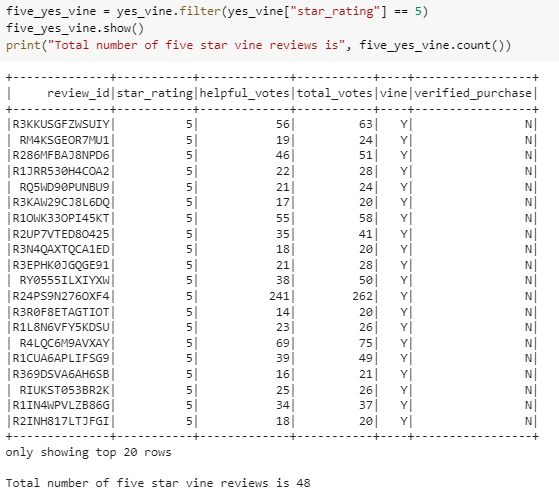 five_yes_vine = yes_vine.filter(yes_vine["star_rating"] == 5)
five_yes_vine.show()
print("Total number of five star vine reviews is", five_yes_vine.count())
+--------------+-----------+-------------+-----------+----+-----------------+
|     review_id|star_rating|helpful_votes|total_votes|vine|verified_purchase|
+--------------+-----------+-------------+-----------+----+-----------------+
|R3KKUSGFZWSUIY|          5|           56|         63|   Y|                N|
| RM4KSGEOR7MU1|          5|           19|         24|   Y|                N|
|R286MFBAJ8NPD6|          5|           46|         51|   Y|                N|
|R1JRR530H4COA2|          5|           22|         28|   Y|                N|
| RQ5WD90PUNBU9|          5|           21|         24|   Y|                N|
|R3KAW29CJ8L6DQ|          5|           17|         20|   Y|                N|
|R1OWK33OPI45KT|          5|           55|         58|   Y|                N|
|R2UP7VTED8O425|          5|           35|         41|   Y|                N|
|R3N4QAXTQCA1ED|          5|           18|         20|   Y|                N|
|R3EPHK0JGQGE91|          5|           21|         28|   Y|                N|
| RY0555ILXIYXW|          5|           38|         50|   Y|                N|
|R24PS9N276OXF4|          5|          241|        262|   Y|                N|
|R3R0F8ETAGTIOT|          5|           14|         20|   Y|                N|
|R1L8N6VFY5KDSU|          5|           23|         26|   Y|                N|
| R4LQC6M9AVXAY|          5|           69|         75|   Y|                N|
|R1CUA6APLIFSG9|          5|           39|         49|   Y|                N|
|R369DSVA6AH6SB|          5|           16|         21|   Y|                N|
| RIUKST053BR2K|          5|           25|         26|   Y|                N|
|R1IN4WPVLZB86G|          5|           34|         37|   Y|                N|
|R2INH817LTJFGI|          5|           18|         20|   Y|                N|
+--------------+-----------+-------------+-----------+----+-----------------+
only showing top 20 rows
Total number of five star vine reviews is 48